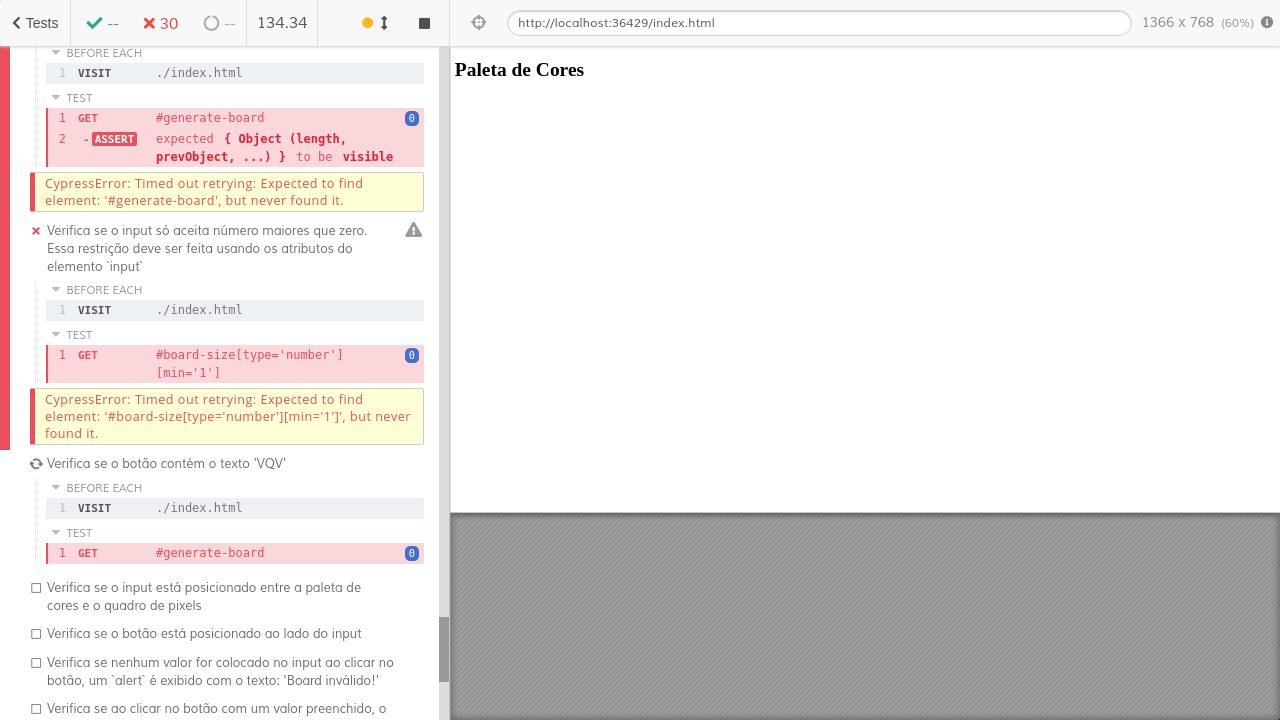 Tests
--
30
--
134.34
http://localhost:36429/index.html
1366 x 768 (60%)
BEFORE EACH
1 VISIT ./index.html
TEST
1 GET #generate-board 0
2 -ASSERT expected { Object (length,
prevObject, ...) } to be visible
CypressError: Timed out retrying: Expected to find
element: '#generate-board', but never found it.
Verifica se o input só aceita número maiores que zero.
Essa restrição deve ser feita usando os atributos do
elemento `input`
BEFORE EACH
1 VISIT ./index.html
TEST
1 GET #board-size[type='number'] 0
[min='1']
CypressError: Timed out retrying: Expected to find
element: '#board-size[type='number'][min='1']', but never
found it.
Verifica se o botão contém o texto 'VQV'
BEFORE EACH
1 VISIT ./index.html
TEST
1 GET #generate-board 0
Verifica se o input está posicionado entre a paleta de
cores e o quadro de pixels
Verifica se o botão está posicionado ao lado do input
Verifica se nenhum valor for colocado no input ao clicar no
botão, um `alert` é exibido com o texto: 'Board inválido!'
Verifica se ao clicar no botão com um valor preenchido, o
Paleta de Cores